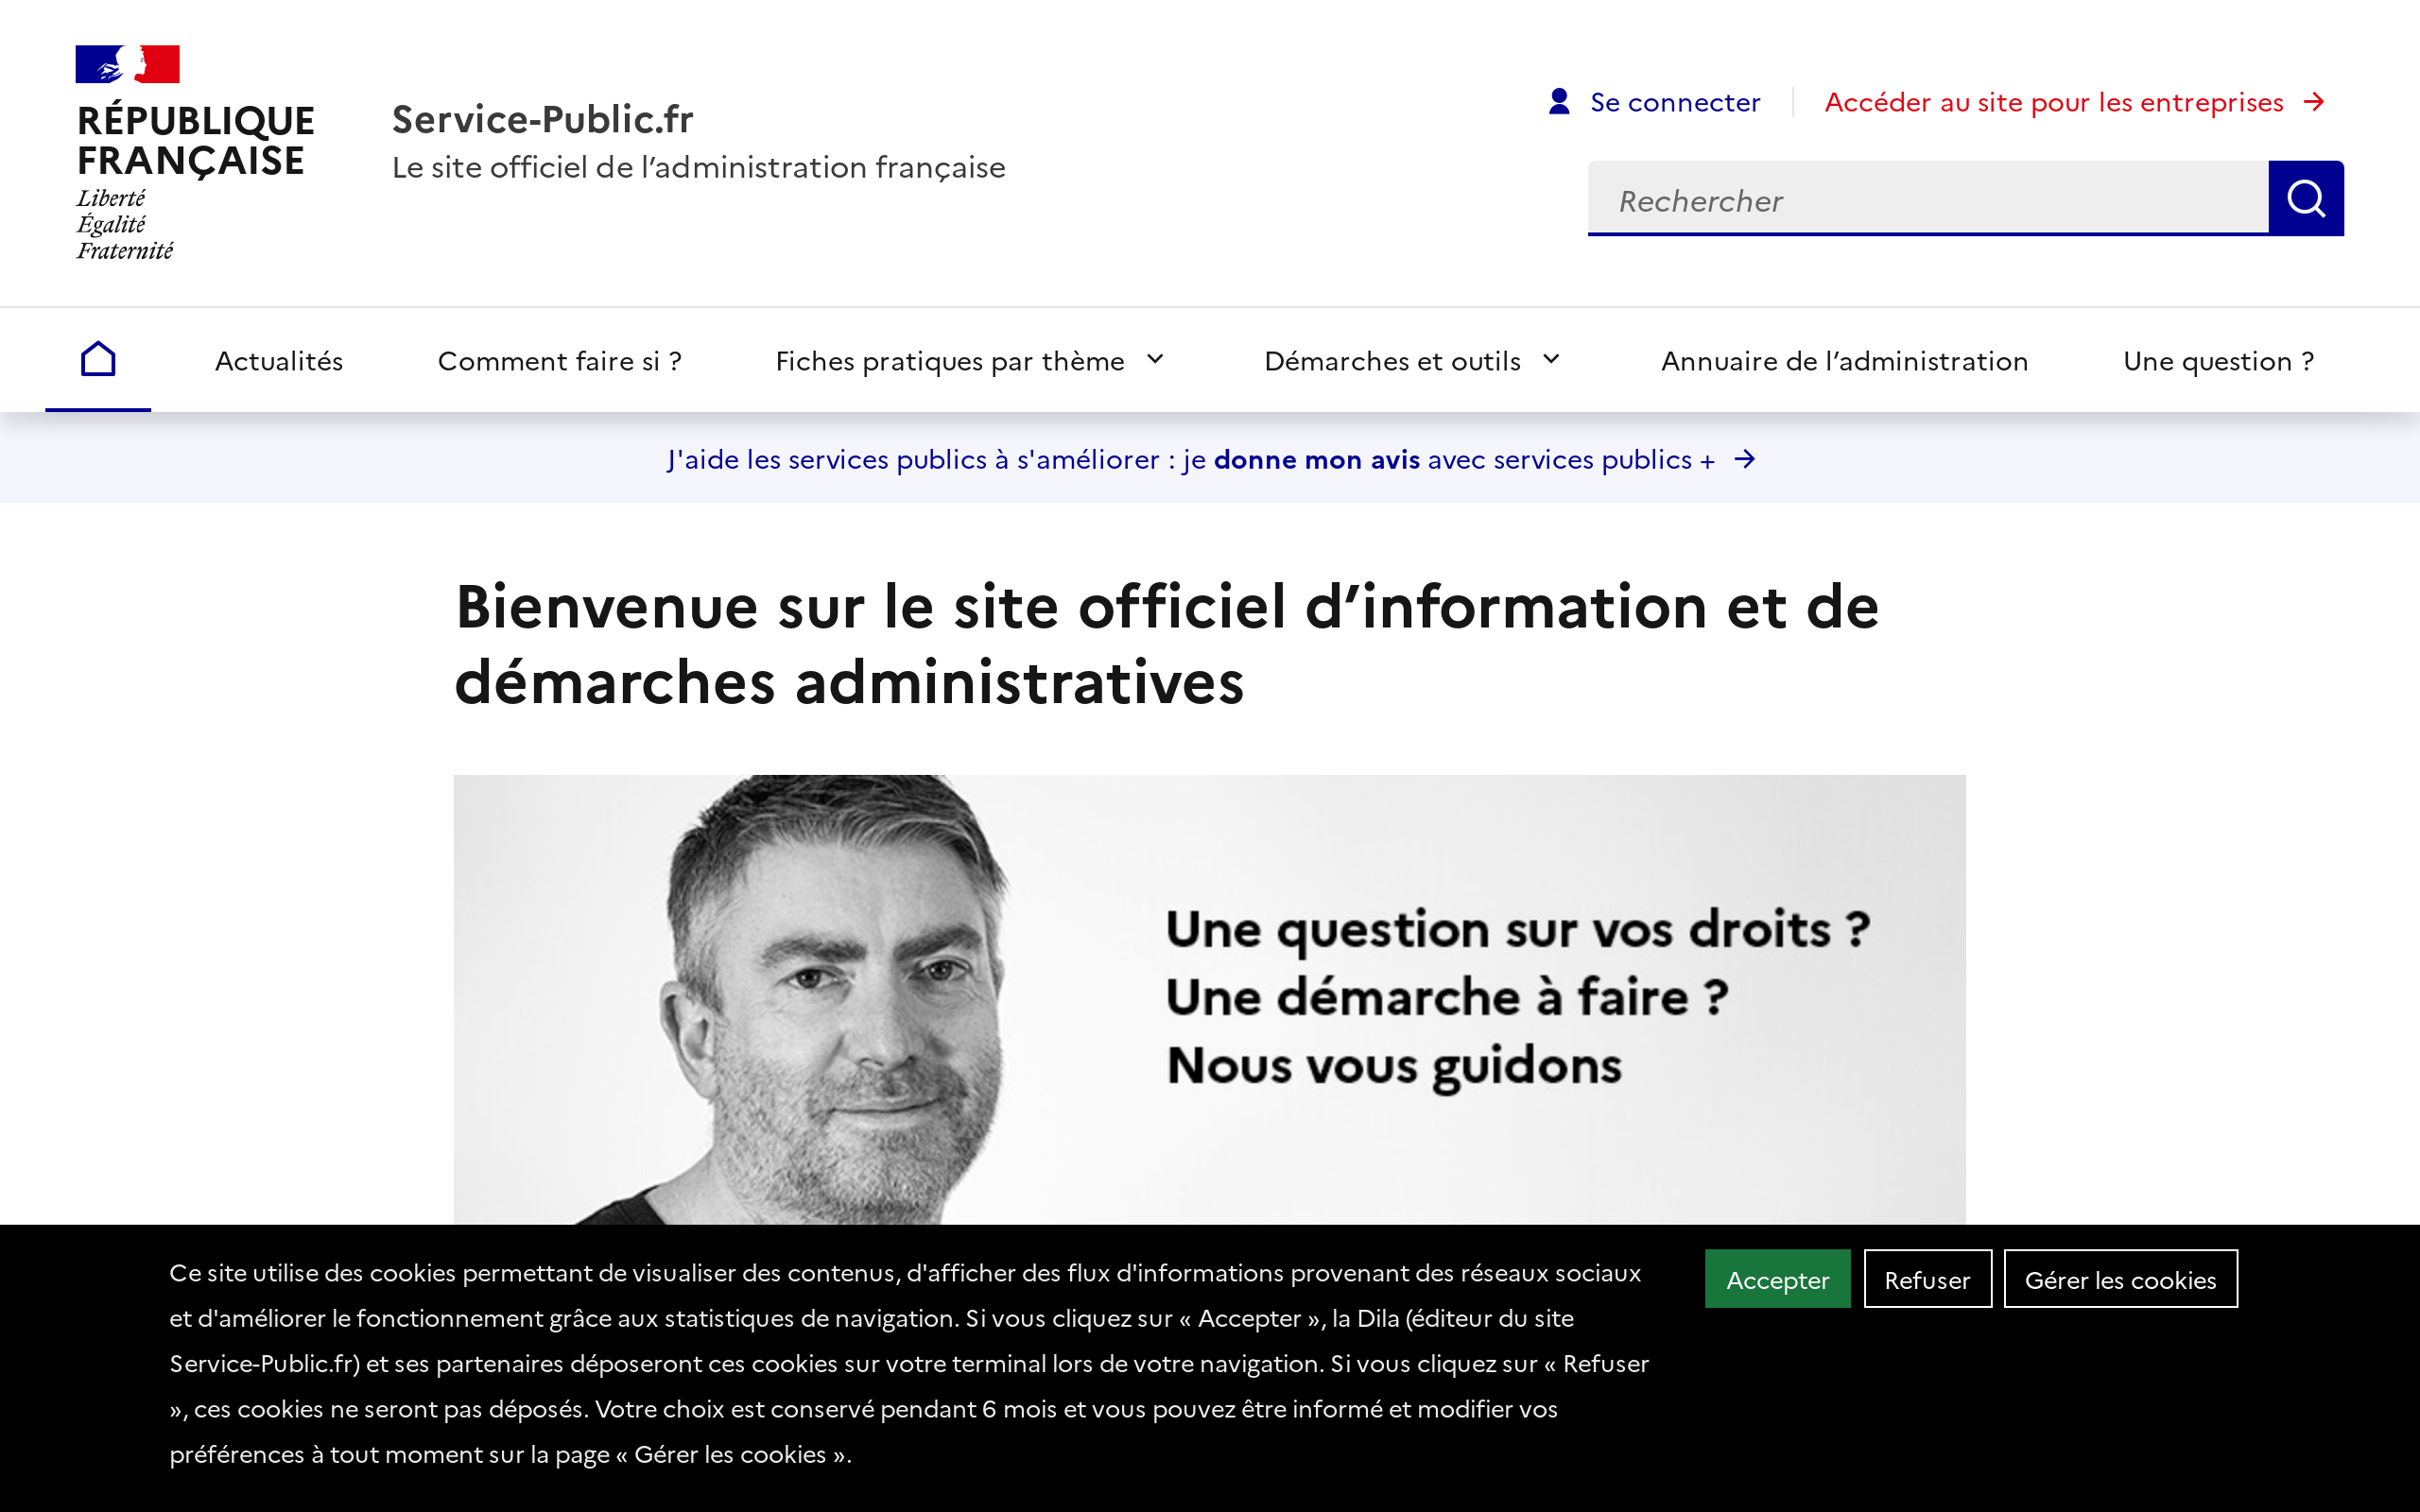 RÉPUBLIQUE
FRANÇAISE
Liberté
Égalité
Fraternité
Service-Public.fr
Le site officiel de l’administration française
Se connecter
Accéder au site pour les entreprises
Rechercher
Actualités
Comment faire si ?
Fiches pratiques par thème
Démarches et outils
Annuaire de l’administration
Une question ?
J'aide les services publics à s'améliorer : je donne mon avis avec services publics +
Bienvenue sur le site officiel d’information et de
démarches administratives
Une question sur vos droits ?
Une démarche à faire ?
Nous vous guidons
Ce site utilise des cookies permettant de visualiser des contenus, d'afficher des flux d'informations provenant des réseaux sociaux
et d'améliorer le fonctionnement grâce aux statistiques de navigation. Si vous cliquez sur « Accepter », la Dila (éditeur du site
Service-Public.fr) et ses partenaires déposeront ces cookies sur votre terminal lors de votre navigation. Si vous cliquez sur « Refuser
», ces cookies ne seront pas déposés. Votre choix est conservé pendant 6 mois et vous pouvez être informé et modifier vos
préférences à tout moment sur la page « Gérer les cookies ».
Accepter
Refuser
Gérer les cookies